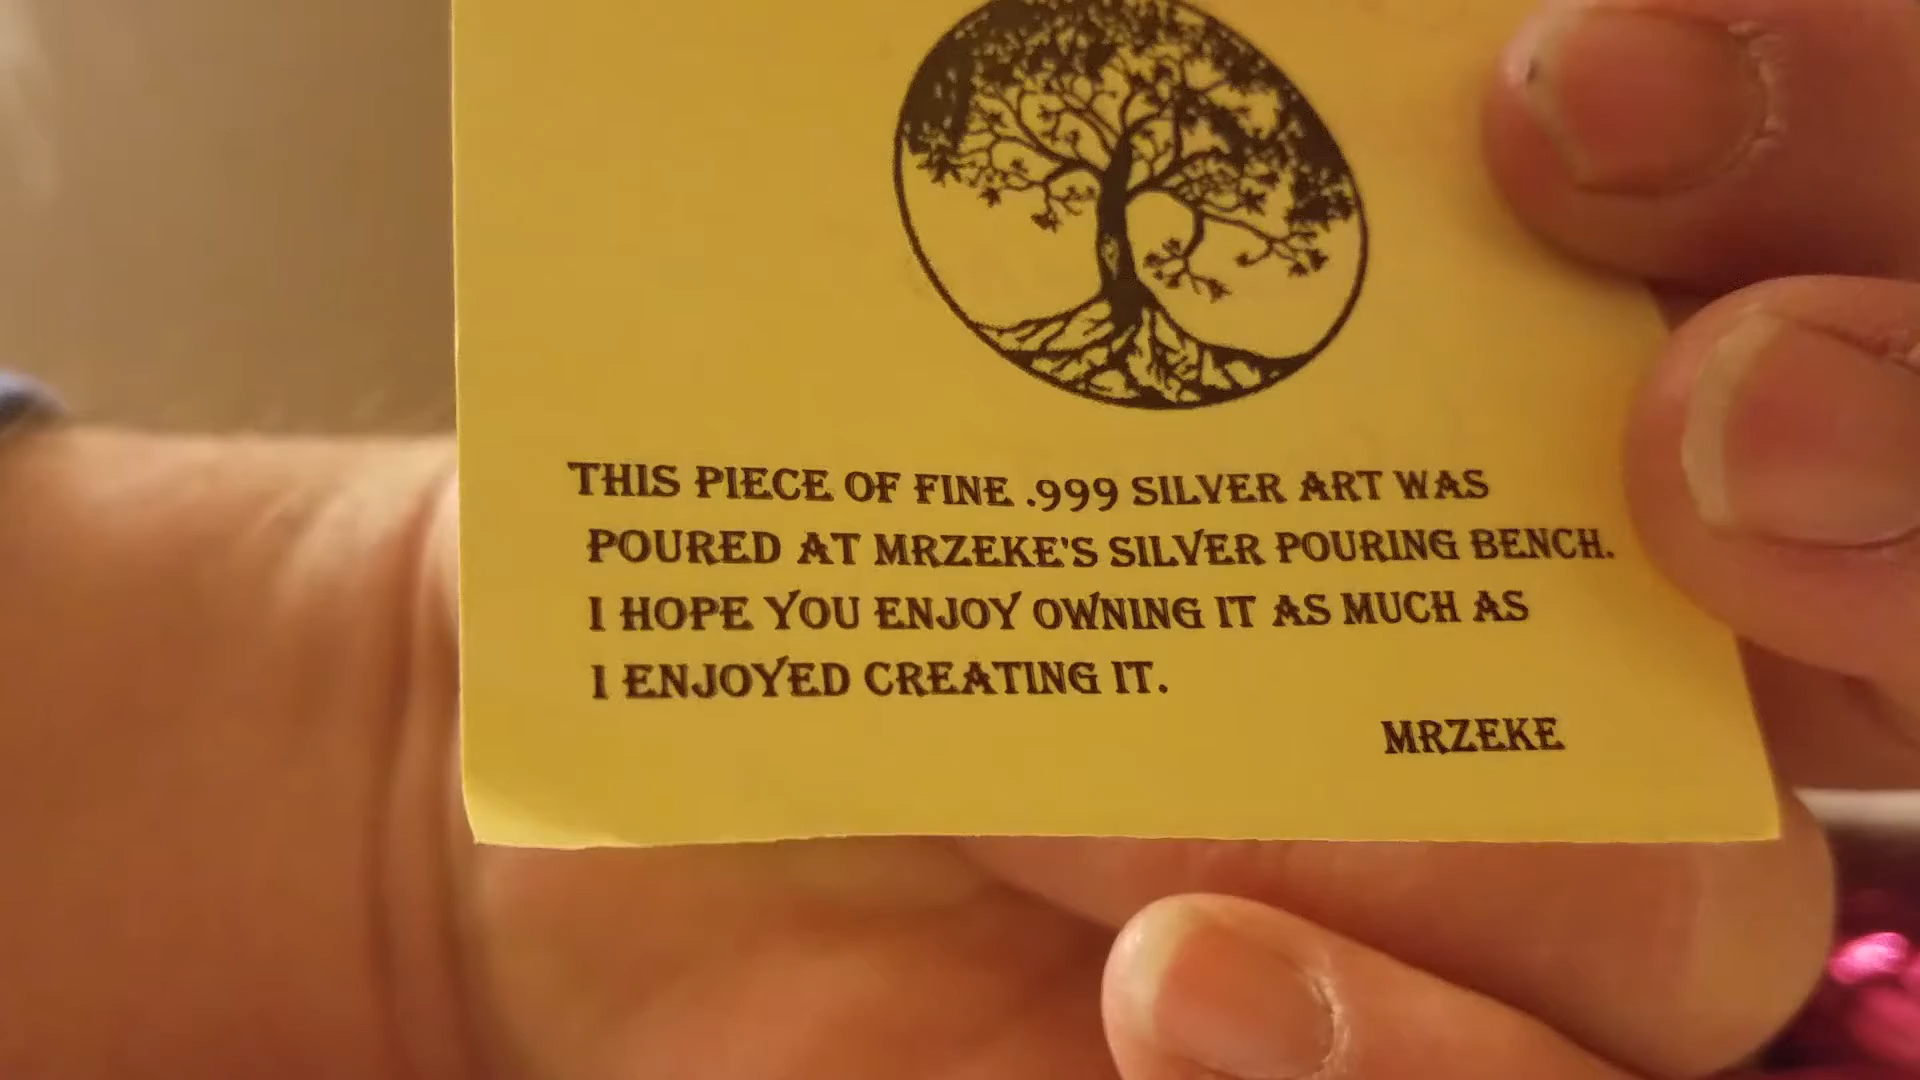 THIS PIECE OF FINE .999 SILVER ART WAS
POURED AT MRZEKE'S SILVER POURING BENCH.
I HOPE YOU ENJOY OWNING IT AS MUCH AS
I ENJOYED CREATING IT.
MRZEKE